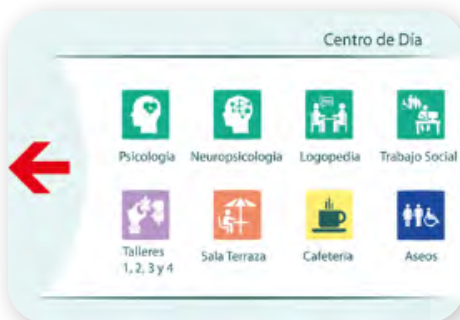 Centro de Día
Psicología Neuropsicología Logopedia Trabajo Social
Talleres
1, 2, 3 y 4
Sala Terraza Cafetería Aseos